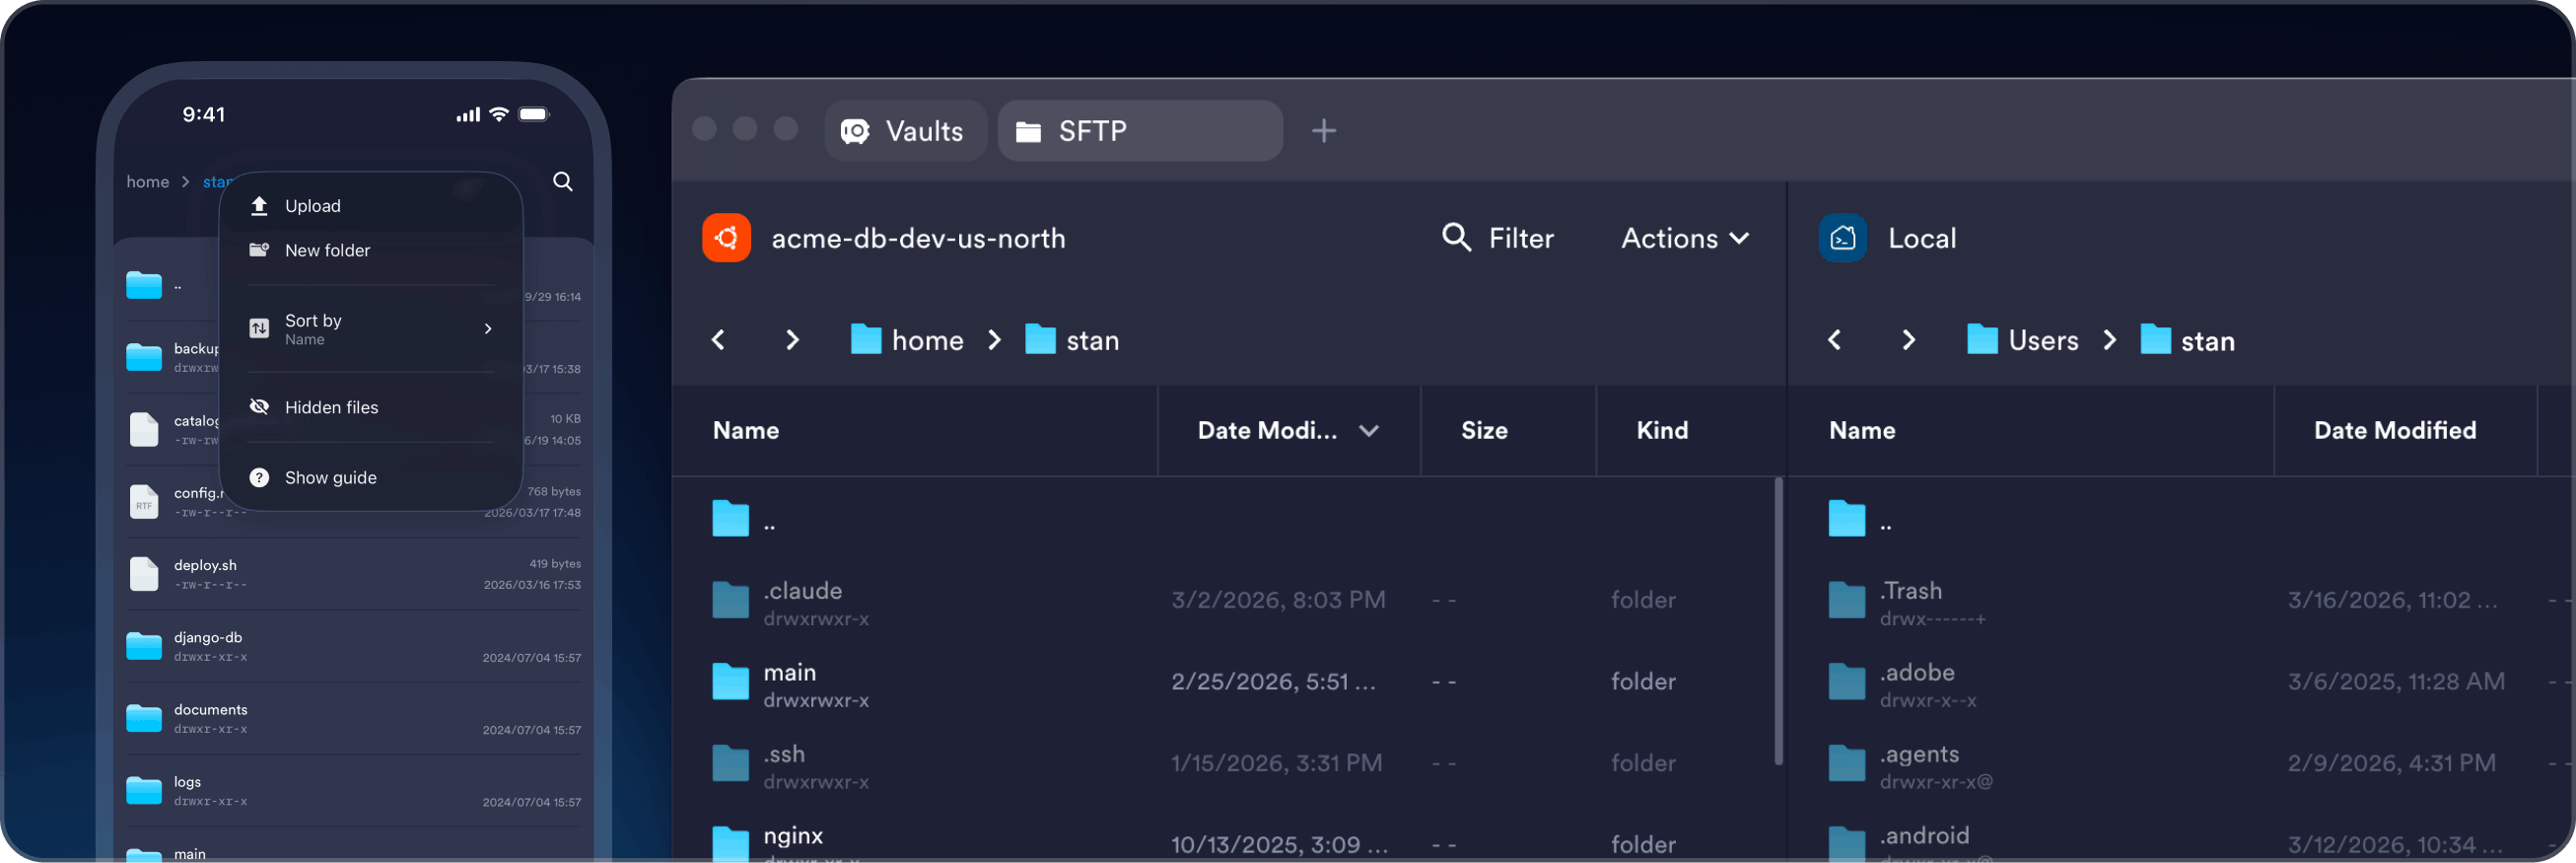 9:41
home > stan
Upload
New folder
Sort by
Name
Hidden files
Show guide
..
9/29 16:14
backup
drwxrw
3/17 15:38
catalog
10 KB
-rw-rw
6/19 14:05
config.r
768 bytes
RTF
-rw-r--r--
2026/03/17 17:48
deploy.sh
419 bytes
-rw-r--r--
2026/03/16 17:53
django-db
drwxr-xr-x
2024/07/04 15:57
documents
drwxr-xr-x
2024/07/04 15:57
logs
drwxr-xr-x
2024/07/04 15:57
main
Vaults
SFTP
+
acme-db-dev-us-north
Filter
Actions
home > stan
Name
Date Modi...
Size
Kind
..
.claude
3/2/2026, 8:03 PM
- -
folder
drwxrwxr-x
main
2/25/2026, 5:51 ...
- -
folder
drwxrwxr-x
.ssh
1/15/2026, 3:31 PM
- -
folder
drwxrwxr-x
nginx
10/13/2025, 3:09 ...
- -
folder
Local
Users > stan
Name
Date Modified
..
.Trash
3/16/2026, 11:02 ...
- -
drwx------+
.adobe
3/6/2025, 11:28 AM
- -
drwxr-x--x
.agents
2/9/2026, 4:31 PM
- -
drwxr-xr-x@
.android
3/12/2026, 10:34 ...